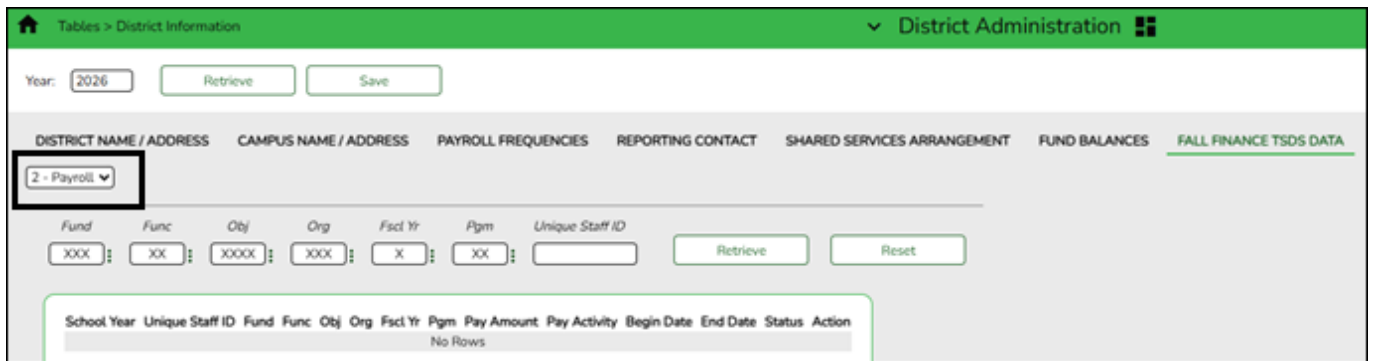 Tables > District Information
District Administration
Year: 2026 Retrieve Save
DISTRICT NAME / ADDRESS CAMPUS NAME / ADDRESS PAYROLL FREQUENCIES REPORTING CONTACT SHARED SERVICES ARRANGEMENT FUND BALANCES FALL FINANCE TSDS DATA
2 - Payroll
Fund Func Obj Org Fscl Yr Pgm Unique Staff ID
XXX XX XXXX XXX X XX Retrieve Reset
School Year Unique Staff ID Fund Func Obj Org Fscl Yr Pgm Pay Amount Pay Activity Begin Date End Date Status Action
No Rows